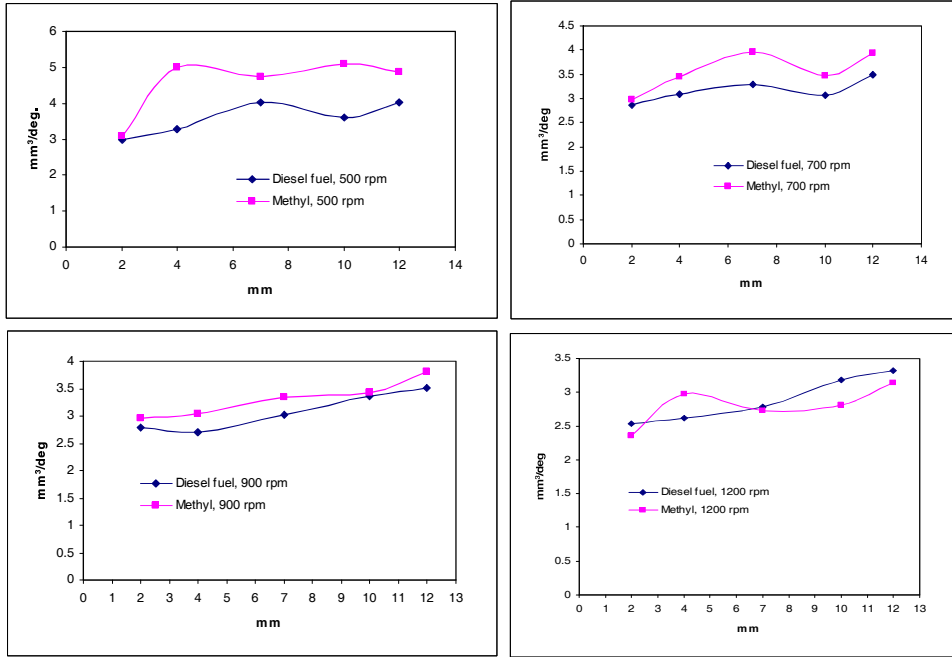 6
5
4
3
2
1
0
mm³/deg.
0 2 4 6 8 10 12 14
mm
Diesel fuel, 500 rpm
Methyl, 500 rpm
4.5
4
3.5
3
2.5
2
1.5
1
0.5
0
mm³/deg
0 2 4 6 8 10 12 14
mm
Diesel fuel, 700 rpm
Methyl, 700 rpm
4
3.5
3
2.5
2
1.5
1
0.5
0
mm³/deg
0 1 2 3 4 5 6 7 8 9 10 11 12 13
mm
Diesel fuel, 900 rpm
Methyl, 900 rpm
3.5
3
2.5
2
1.5
1
0.5
0
mm³/deg
0 1 2 3 4 5 6 7 8 9 10 11 12 13
mm
Diesel fuel, 1200 rpm
Methyl, 1200 rpm